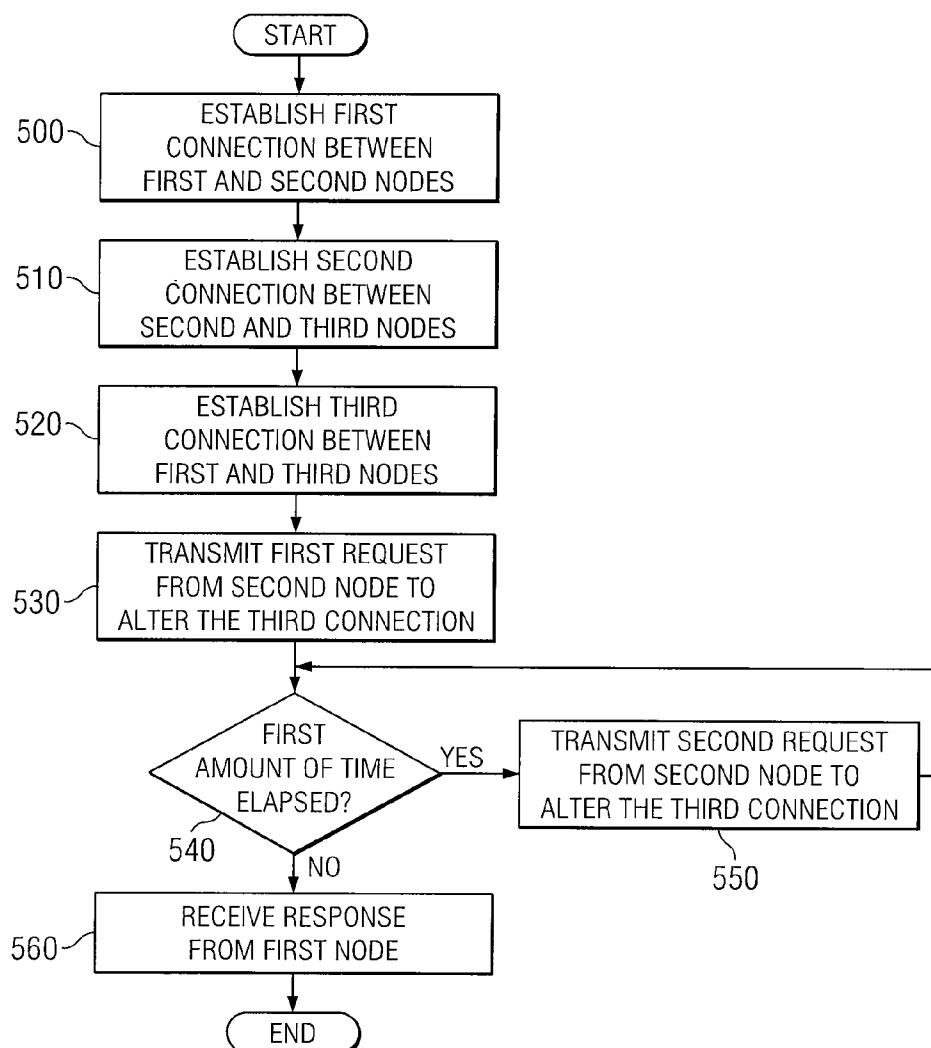 START
500
ESTABLISH FIRST
CONNECTION BETWEEN
FIRST AND SECOND NODES
510
ESTABLISH SECOND
CONNECTION BETWEEN
SECOND AND THIRD NODES
520
ESTABLISH THIRD
CONNECTION BETWEEN
FIRST AND THIRD NODES
530
TRANSMIT FIRST REQUEST
FROM SECOND NODE TO
ALTER THE THIRD CONNECTION
FIRST
AMOUNT OF TIME
ELAPSED?
540
YES
TRANSMIT SECOND REQUEST
FROM SECOND NODE TO
ALTER THE THIRD CONNECTION
550
NO
560
RECEIVE RESPONSE
FROM FIRST NODE
END